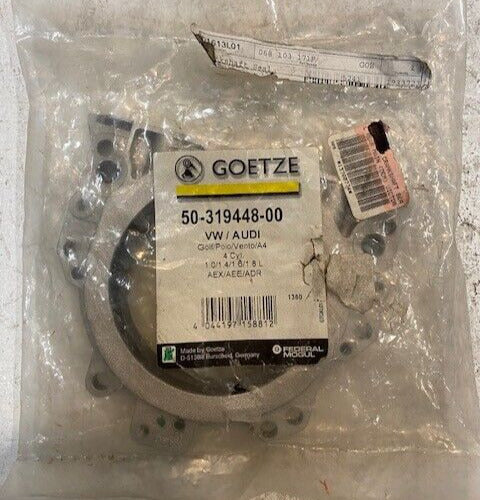 068 103 171F
GOETZE
50-319448-00
VW / AUDI
Golf/Polo/Vento/A4
4 Cyl
1.0/1.4/1.6/1.8 L
AEX/AEE/ADR
1380
4 044197 158812
Made by Goetze
D-51399 Burscheid, Germany
FEDERAL
MOGUL